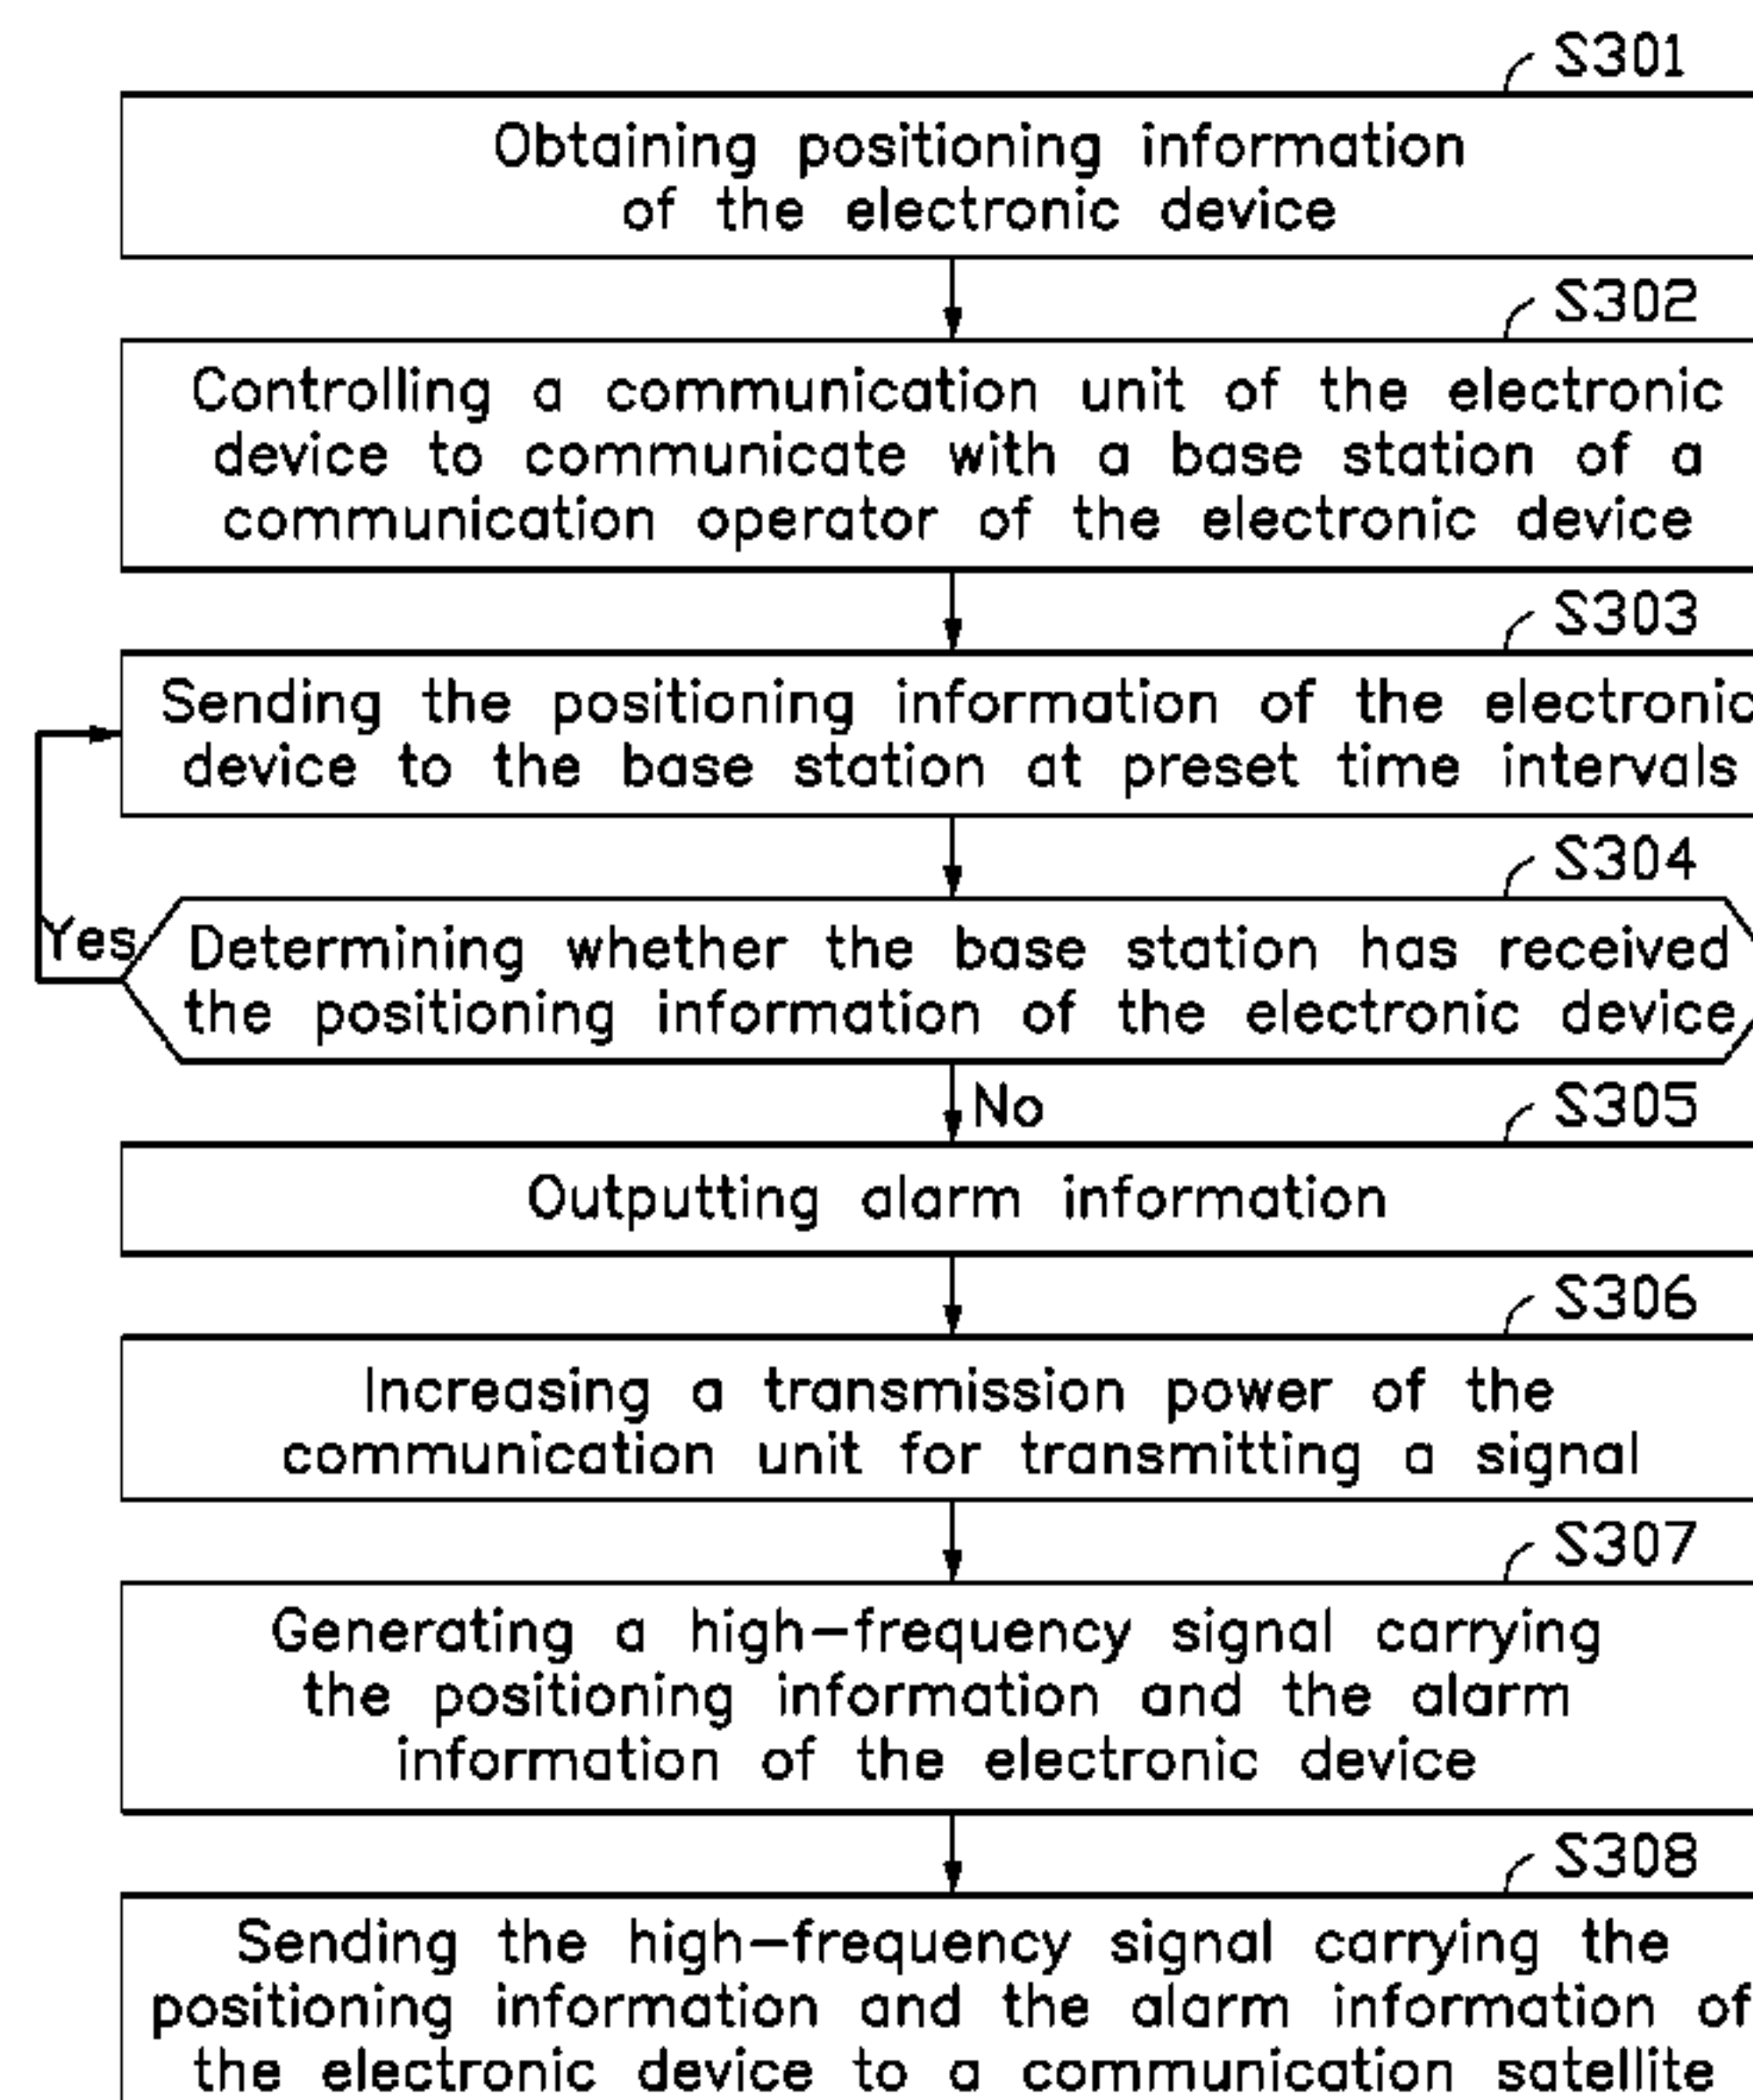 S301
Obtaining positioning information
of the electronic device
S302
Controlling a communication unit of the electronic
device to communicate with a base station of a
communication operator of the electronic device
S303
Sending the positioning information of the electronic
device to the base station at preset time intervals
S304
Yes
Determining whether the base station has received
the positioning information of the electronic device
No
S305
Outputting alarm information
S306
Increasing a transmission power of the
communication unit for transmitting a signal
S307
Generating a high-frequency signal carrying
the positioning information and the alarm
information of the electronic device
S308
Sending the high-frequency signal carrying the
positioning information and the alarm information of
the electronic device to a communication satellite